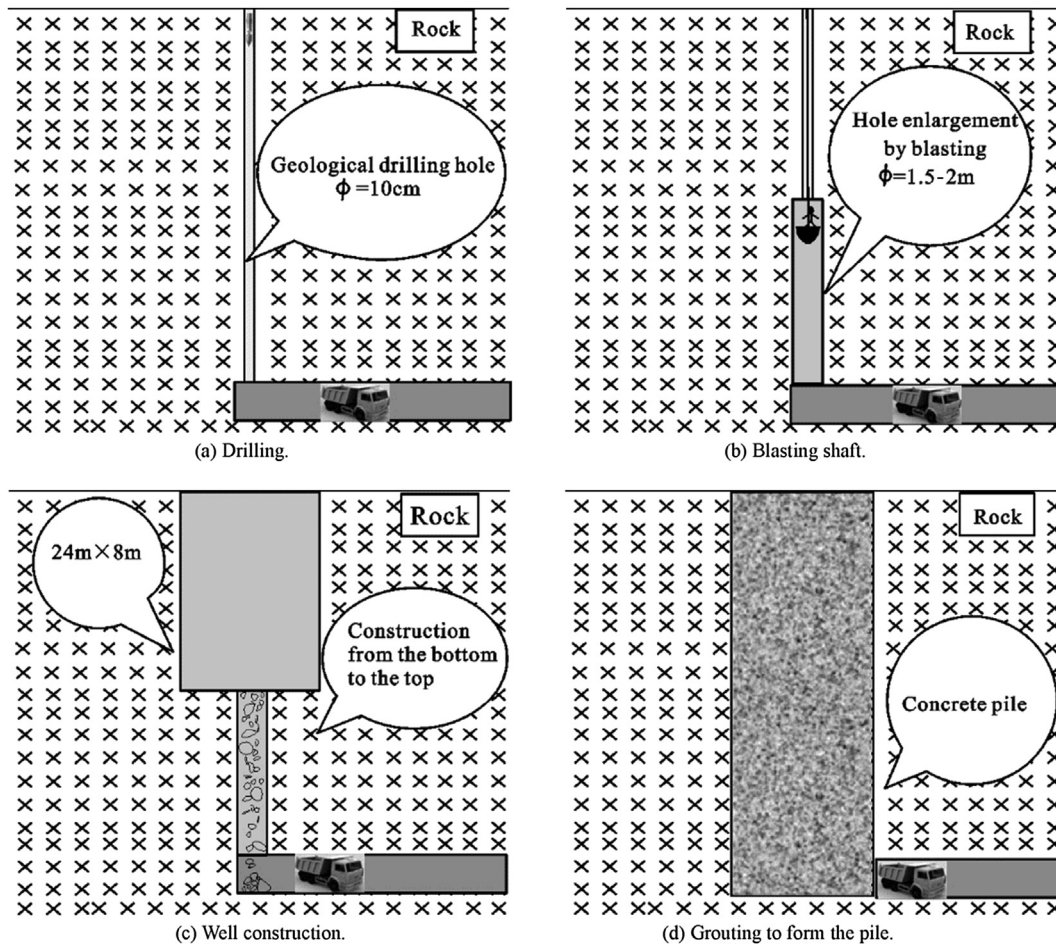 Rock
Geological drilling hole
ϕ =10cm
(a) Drilling.
Rock
Hole enlargement
by blasting
ϕ=1.5-2m
(b) Blasting shaft.
Rock
24m×8m
Construction
from the bottom
to the top
(c) Well construction.
Rock
Concrete pile
(d) Grouting to form the pile.